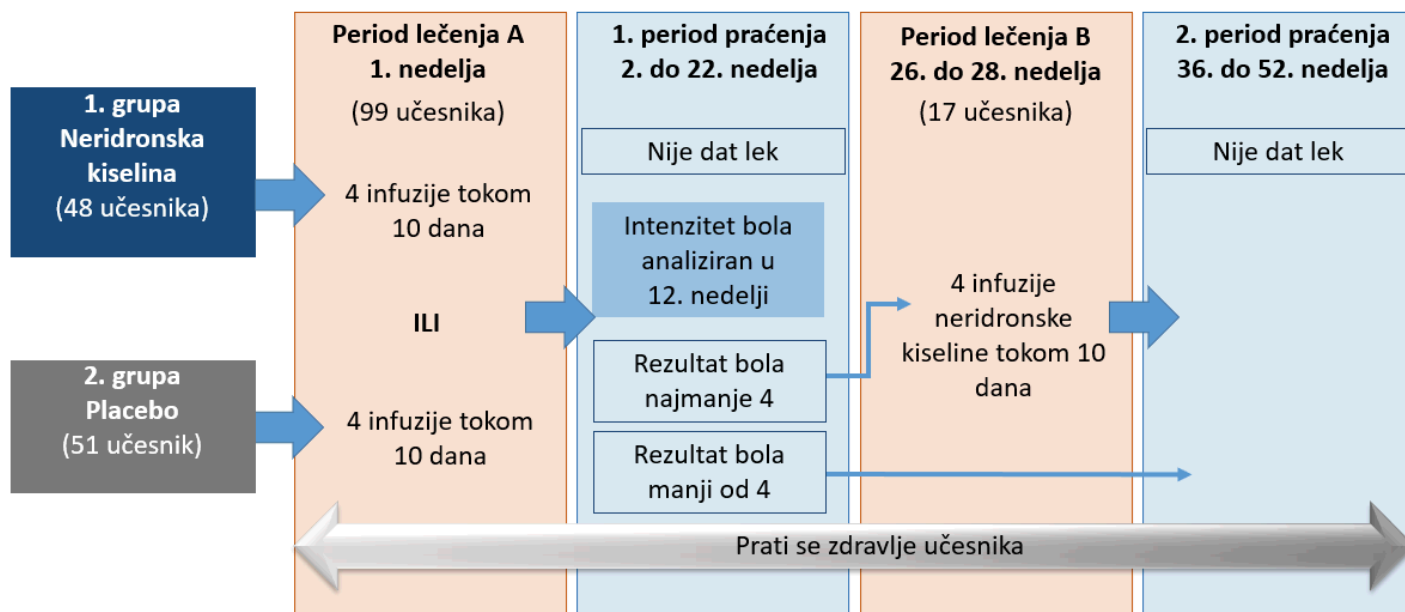 1. grupa
Neridronska
kiselina
(48 učesnika)
2. grupa
Placebo
(51 učesnik)
Period lečenja A
1. nedelja
(99 učesnika)
4 infuzije tokom
10 dana
ILI
4 infuzije tokom
10 dana
1. period praćenja
2. do 22. nedelja
Nije dat lek
Intenzitet bola
analiziran u
12. nedelji
Rezultat bola
najmanje 4
Rezultat bola
manji od 4
Period lečenja B
26. do 28. nedelja
(17 učesnika)
4 infuzije
neridronske
kiseline tokom 10
dana
2. period praćenja
36. do 52. nedelja
Nije dat lek
Prati se zdravlje učesnika